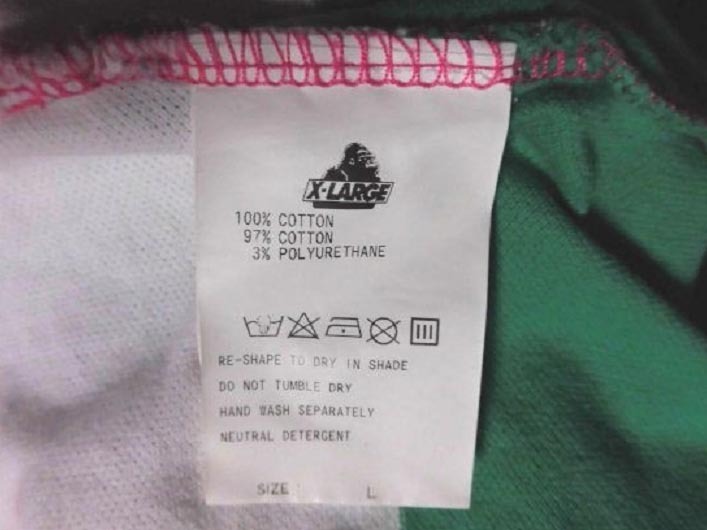 X-LARGE
100% COTTON
97% COTTON
3% POLYURETHANE
RE-SHAPE TO DRY IN SHADE
DO NOT TUMBLE DRY
HAND WASH SEPARATELY
NEUTRAL DETERGENT
SIZE L